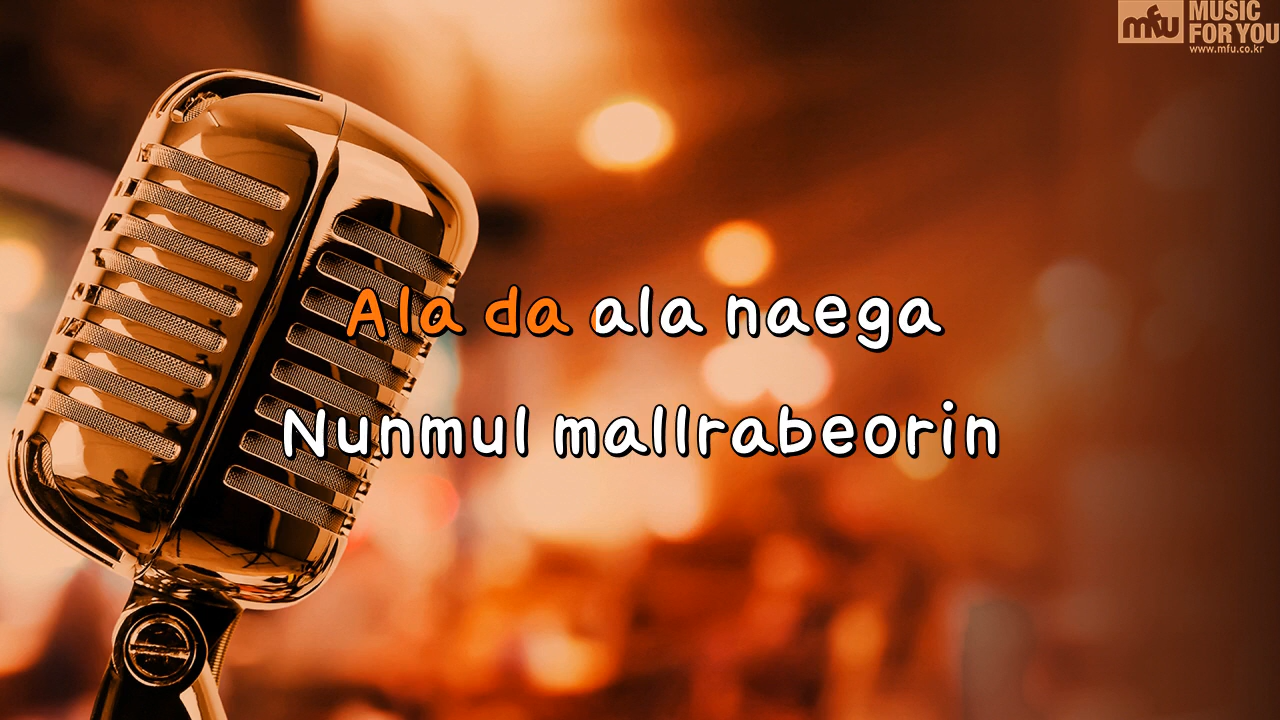 mfu MUSIC
FOR YOU
www.mfu.co.kr
Ala da ala naega
Nunmul mallrabeorin